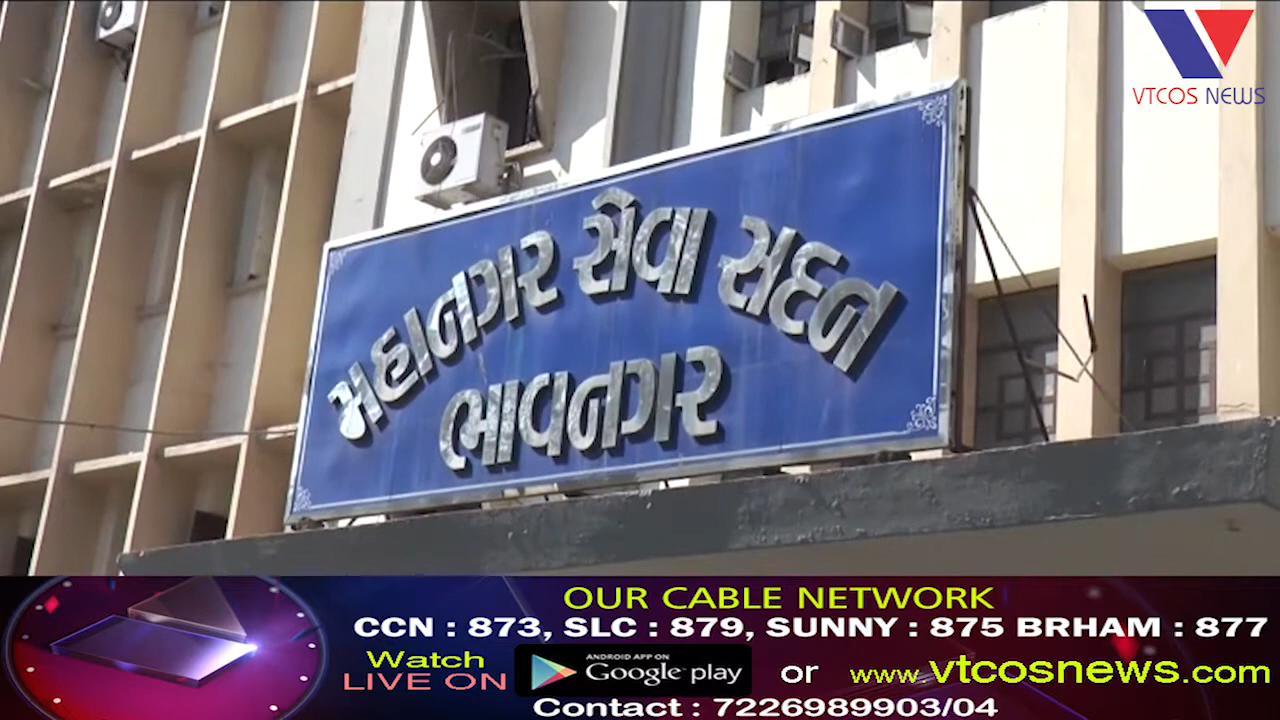 VTCOS NEWS
મહાનગર સેવા સદન
ભાવનગર
OUR CABLE NETWORK
CCN : 873, SLC : 879, SUNNY : 875 BRHAM : 877
Watch LIVE ON
ANDROID APP ON
Google play
or www.vtcosnews.com
Contact : 7226989903/04